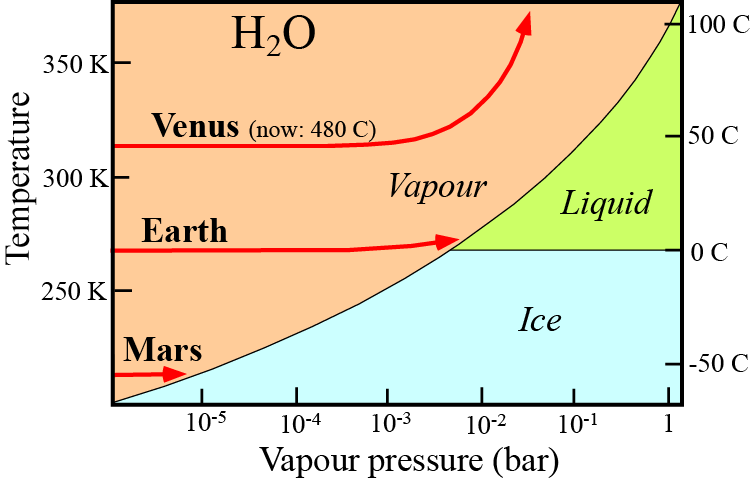 H₂O
100 C
350 K
Venus (now: 480 C)
50 C
300 K
Vapour
Liquid
Earth
0 C
250 K
Ice
Mars
-50 C
Temperature
10⁻⁵
10⁻⁴
10⁻³
10⁻²
10⁻¹
1
Vapour pressure (bar)